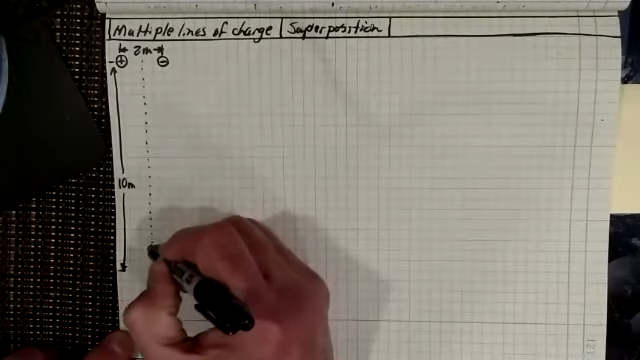 Multiple lines of charge Superposition
2m
+ −
10m